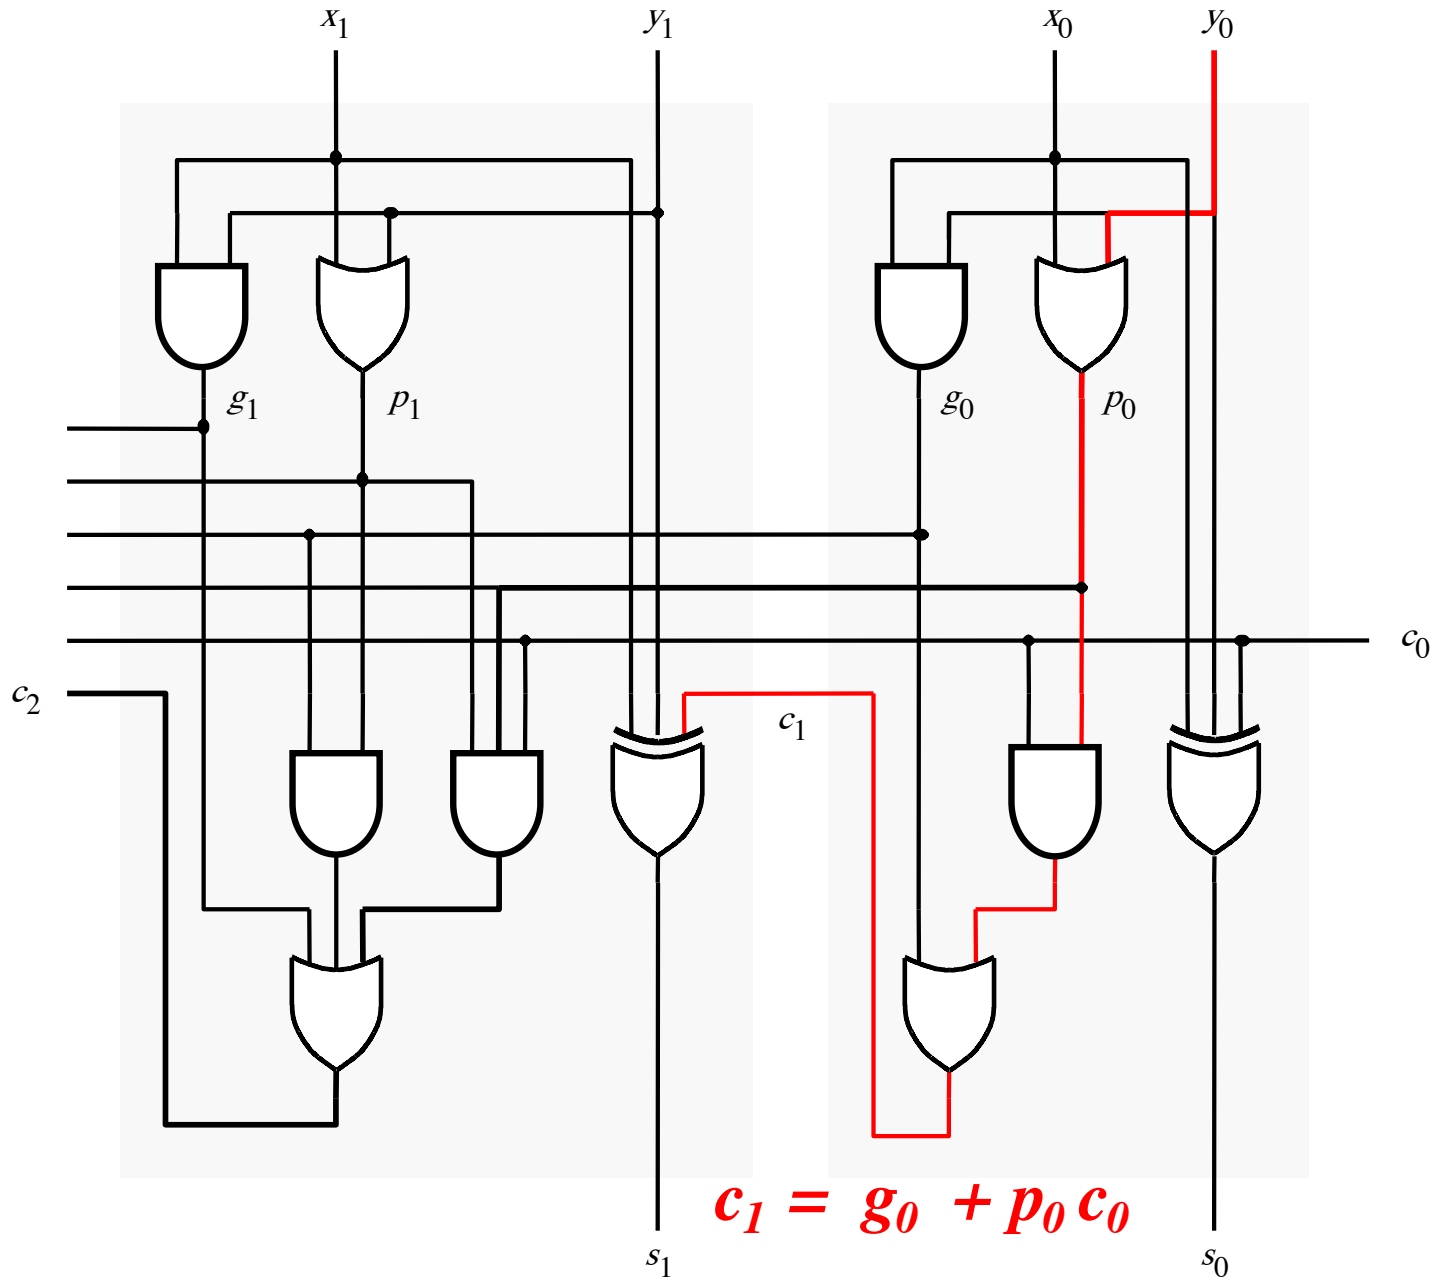 x₁ y₁ x₀ y₀
g₁ p₁ g₀ p₀
c₀
c₂ c₁
c₁ = g₀ + p₀ c₀
s₁ s₀